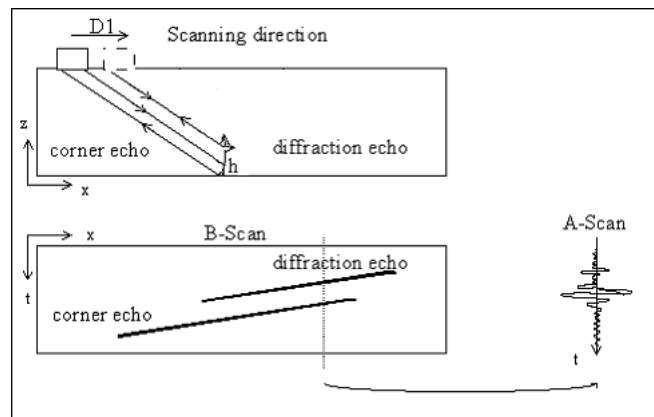 D1
Scanning direction
z
corner echo
h
diffraction echo
x
x
B-Scan
A-Scan
diffraction echo
t
corner echo
t